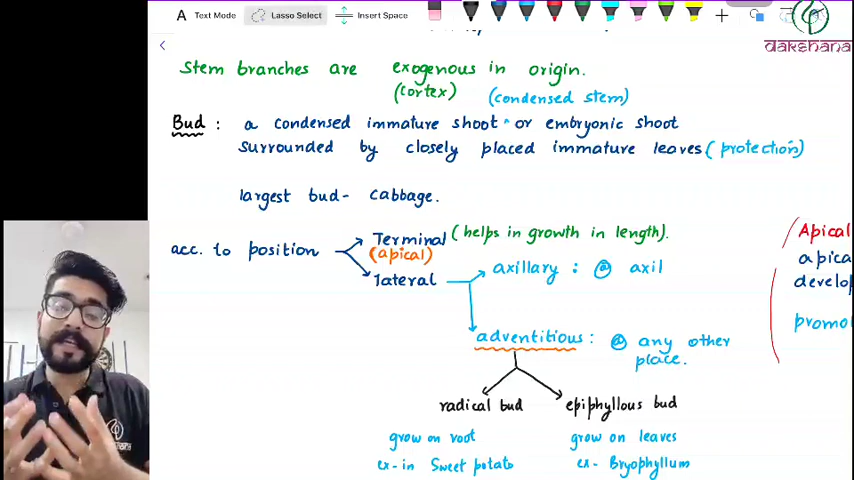 A Text Mode Lasso Select Insert Space
dakshana
Stem branches are exogenous in origin.
(cortex) (condensed stem)
Bud : a condensed immature shoot ^ or embryonic shoot
surrounded by closely placed immature leaves (protection)
largest bud - cabbage.
acc. to position
Terminal (helps in growth in length).
(apical)
lateral
axillary : @ axil
adventitious : @ any other
place.
radical bud
grow on root
ex- in Sweet potato
epiphyllous bud
grow on leaves
ex- Bryophyllum
Apical
apica
develop
promo